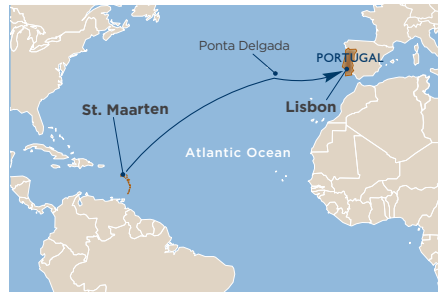 Ponta Delgada
PORTUGAL
St. Maarten
Lisbon
Atlantic Ocean